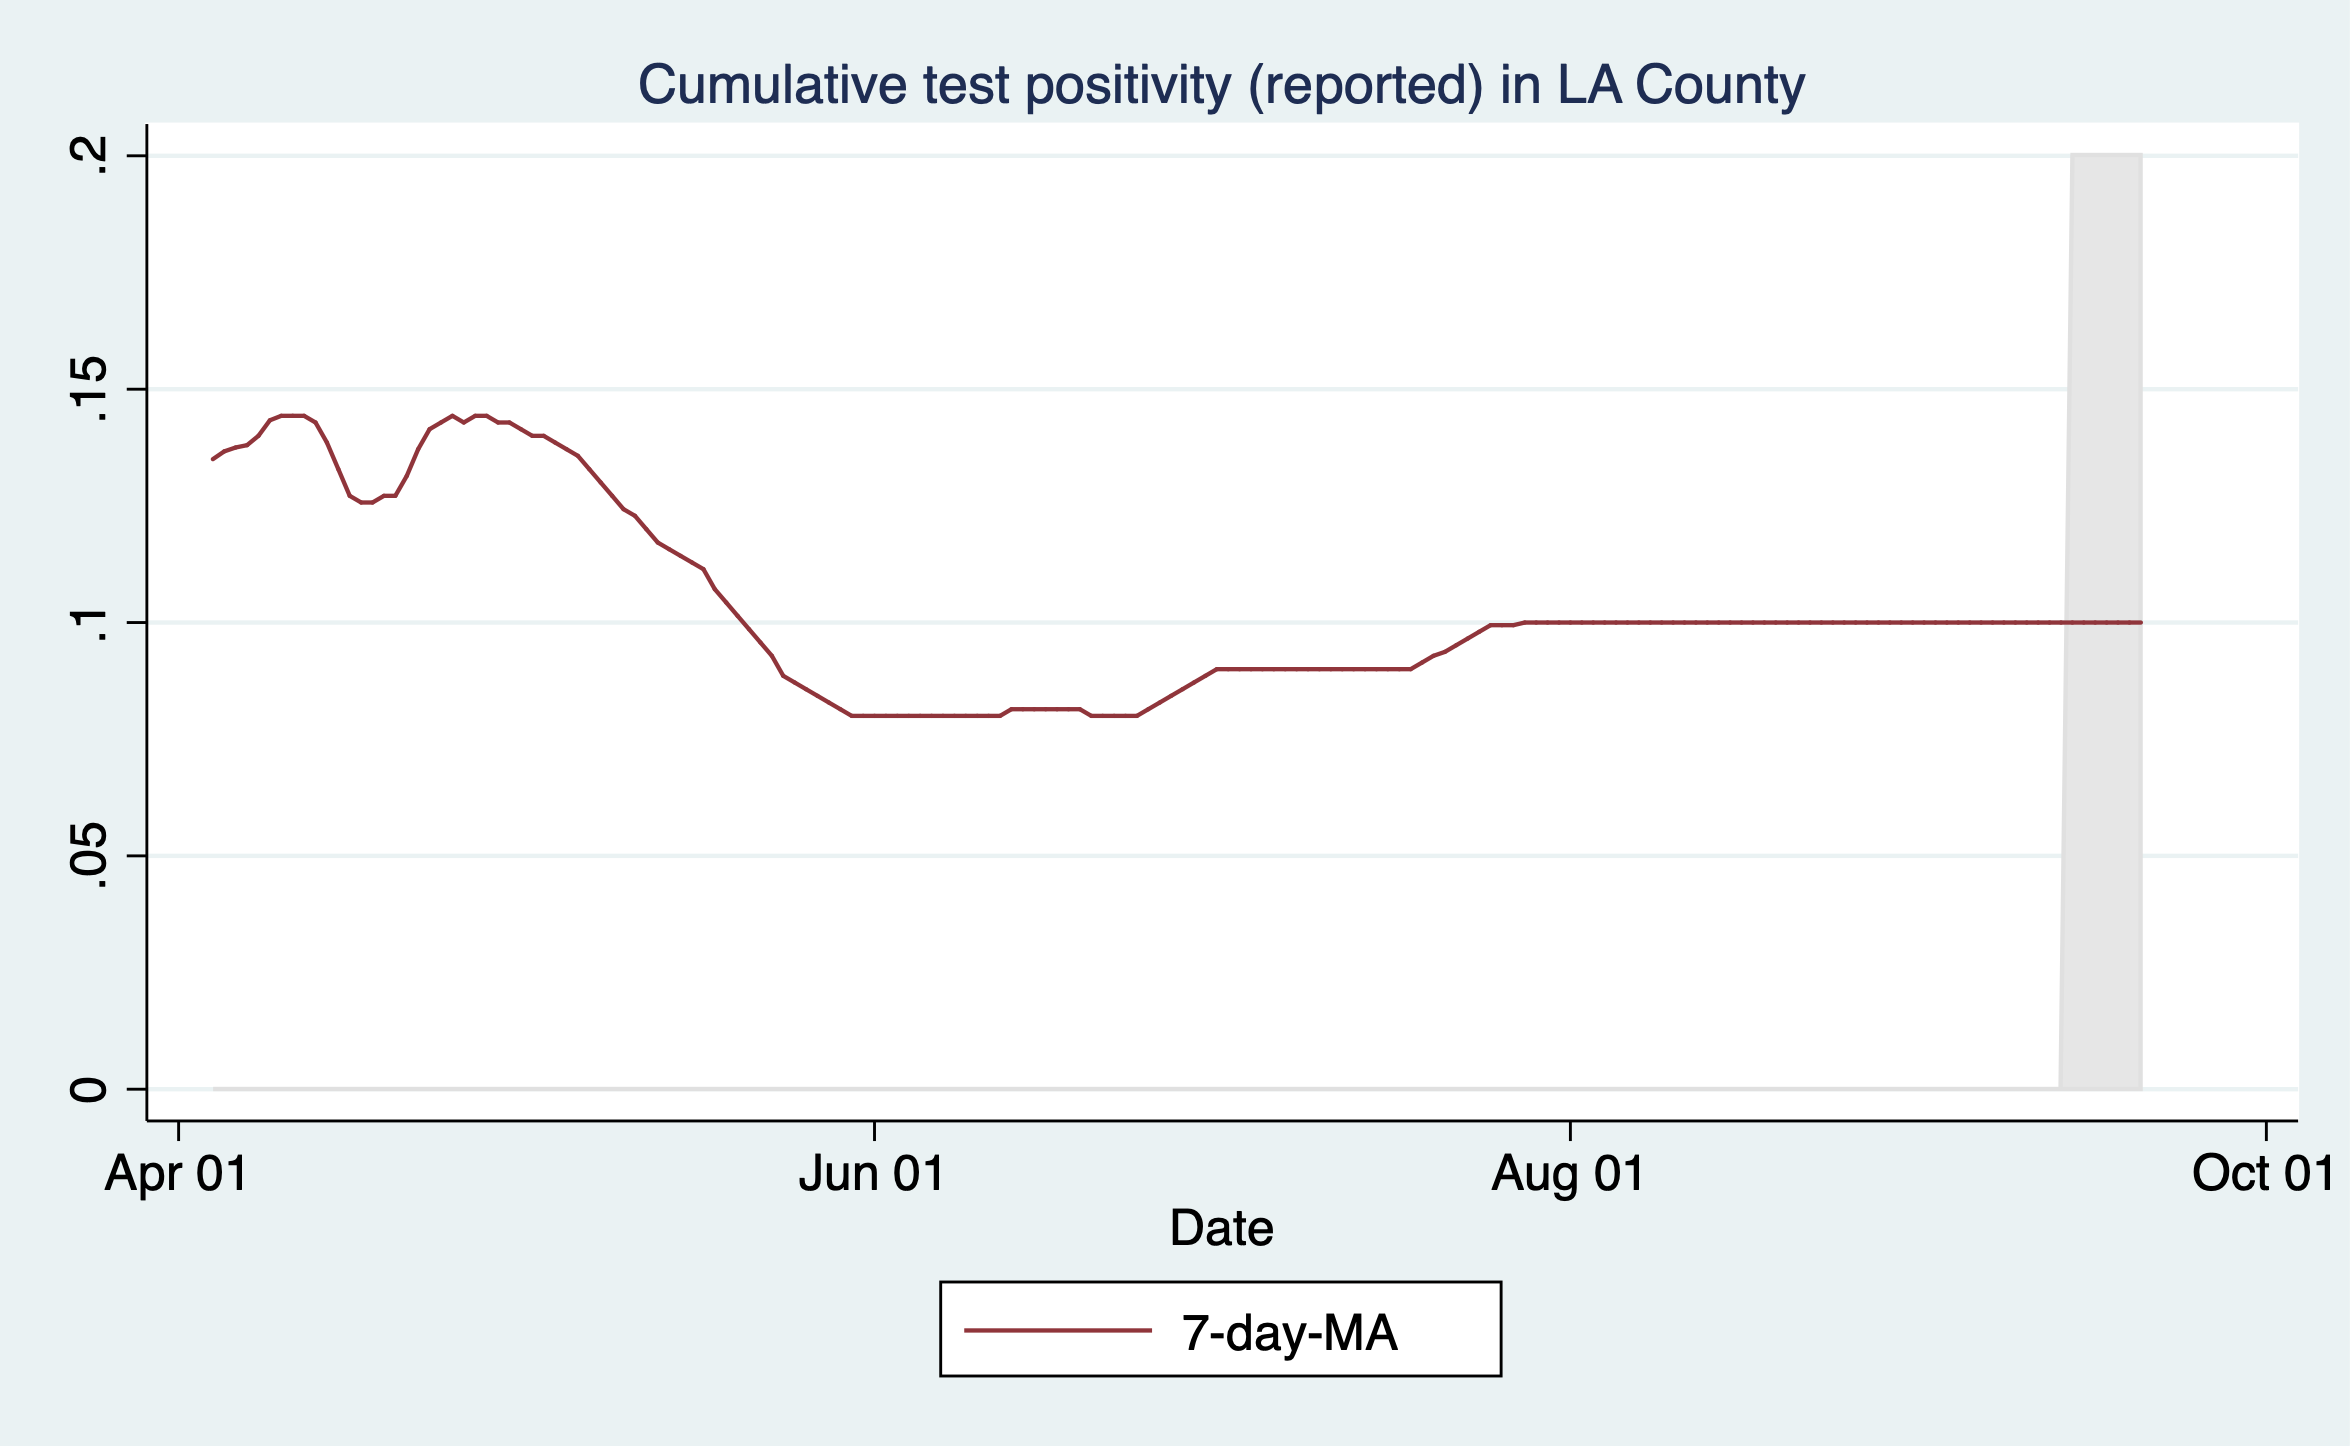 Cumulative test positivity (reported) in LA County
.2
.15
.1
.05
0
Apr 01
Jun 01
Aug 01
Oct 01
Date
7-day-MA